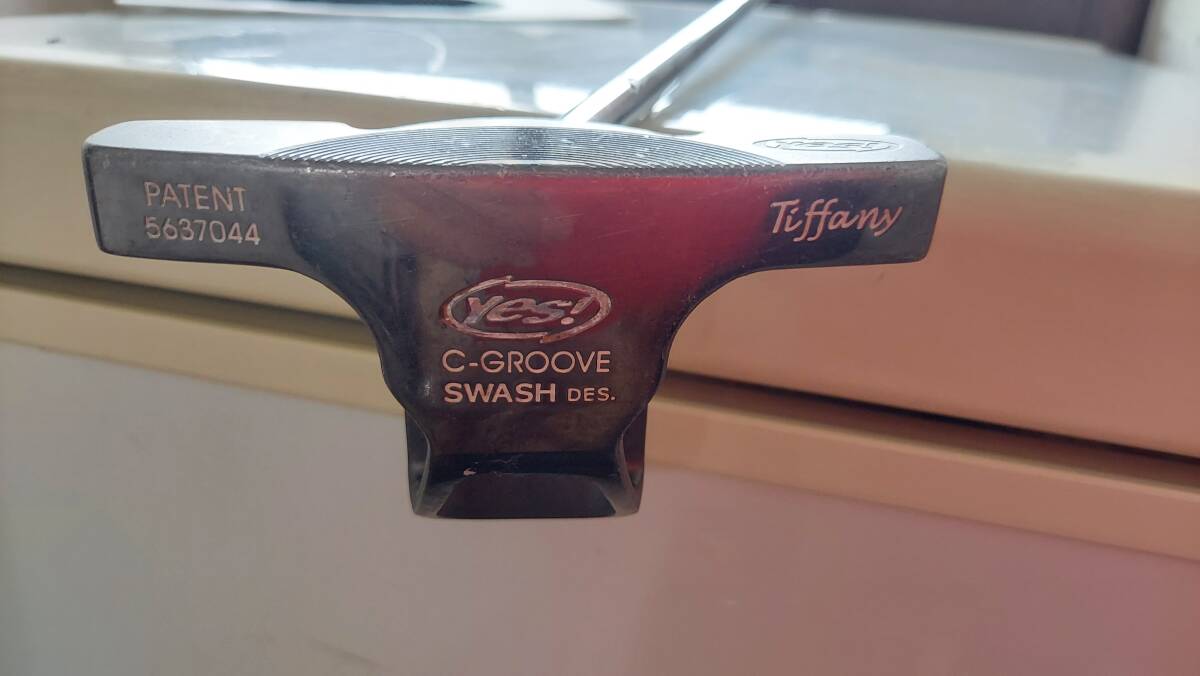 Yes!
PATENT
5637044
Tiffany
Yes!
C-GROOVE
SWASH DES.